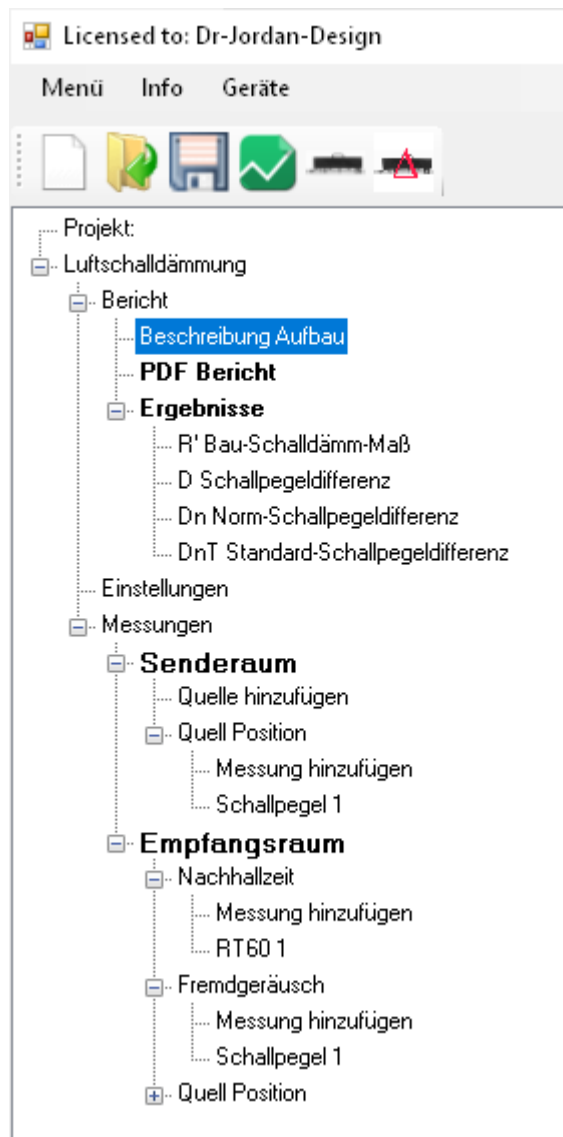 Licensed to: Dr-Jordan-Design
Menü Info Geräte
Projekt:
Luftschalldämmung
Bericht
Beschreibung Aufbau
PDF Bericht
Ergebnisse
R' Bau-Schalldämm-Maß
D Schallpegeldifferenz
Dn Norm-Schallpegeldifferenz
DnT Standard-Schallpegeldifferenz
Einstellungen
Messungen
Senderaum
Quelle hinzufügen
Quell Position
Messung hinzufügen
Schallpegel 1
Empfangsraum
Nachhallzeit
Messung hinzufügen
RT60 1
Fremdgeräusch
Messung hinzufügen
Schallpegel 1
Quell Position